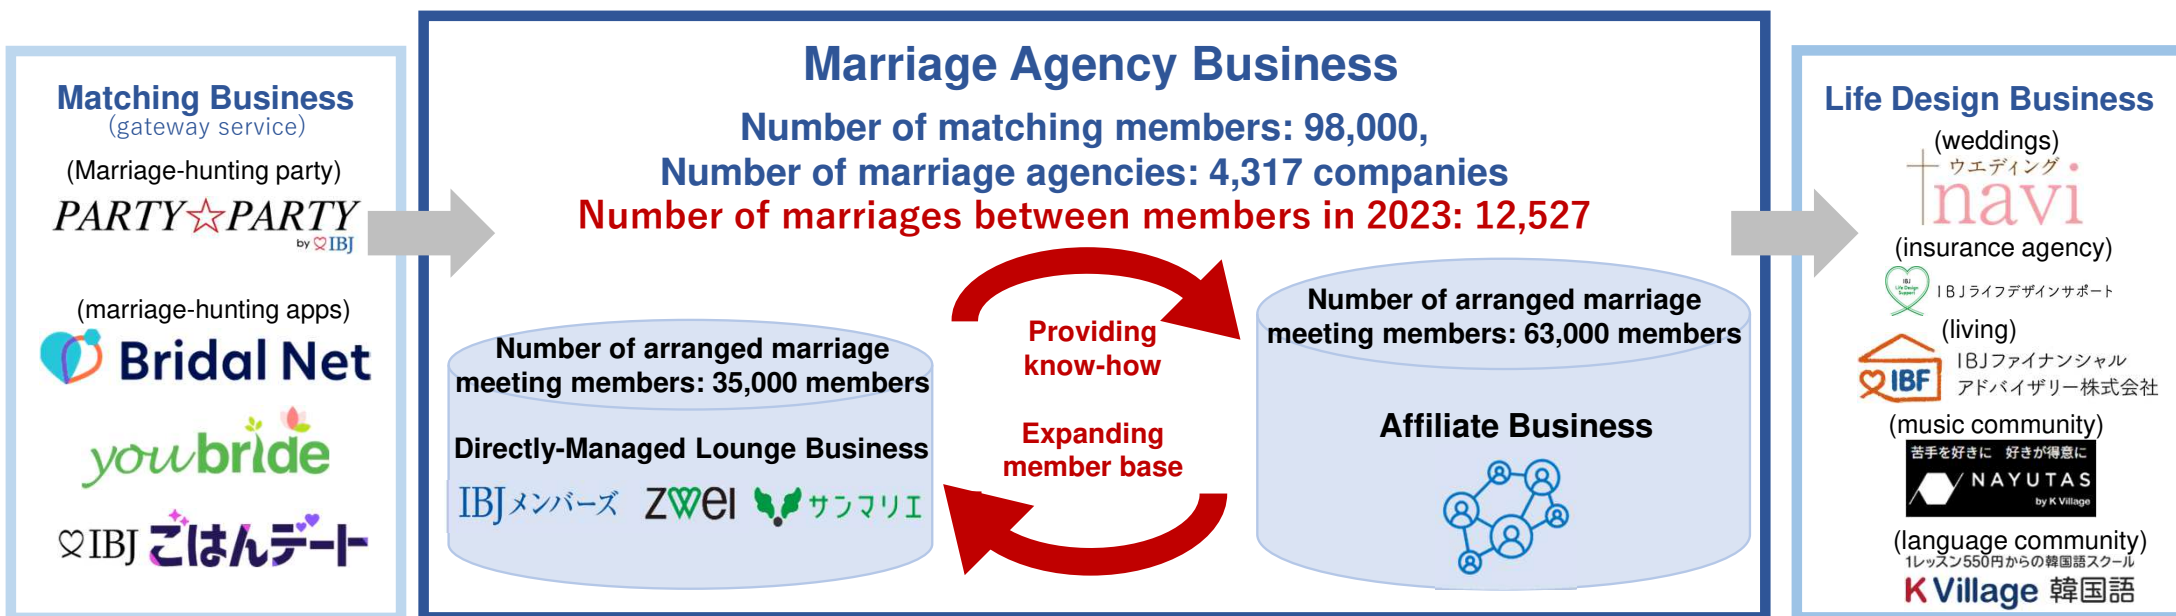 Matching Business
(gateway service)
(Marriage-hunting party)
PARTY☆PARTY
by IBJ
(marriage-hunting apps)
Bridal Net
youbride
IBJ ごはんデート
Marriage Agency Business
Number of matching members: 98,000,
Number of marriage agencies: 4,317 companies
Number of marriages between members in 2023: 12,527
Number of arranged marriage
meeting members: 35,000 members
Directly-Managed Lounge Business
IBJメンバーズ
ZWEI
サンマリエ
Providing
know-how
Expanding
member base
Number of arranged marriage
meeting members: 63,000 members
Affiliate Business
Life Design Business
(weddings)
ウエディング
navi
(insurance agency)
IBJ
Life Design
Support
IBJライフデザインサポート
(living)
IBF
IBJファイナンシャル
アドバイザリー株式会社
(music community)
苦手を好きに 好きが得意に
NAYUTAS
by K Village
(language community)
1レッスン550円からの韓国語スクール
K Village 韓国語